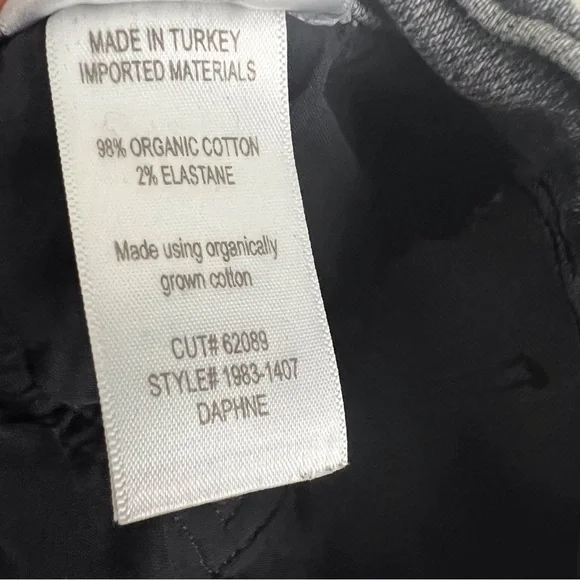 MADE IN TURKEY
IMPORTED MATERIALS
98% ORGANIC COTTON
2% ELASTANE
Made using organically
grown cotton
CUT# 62089
STYLE# 1983-1407
DAPHNE